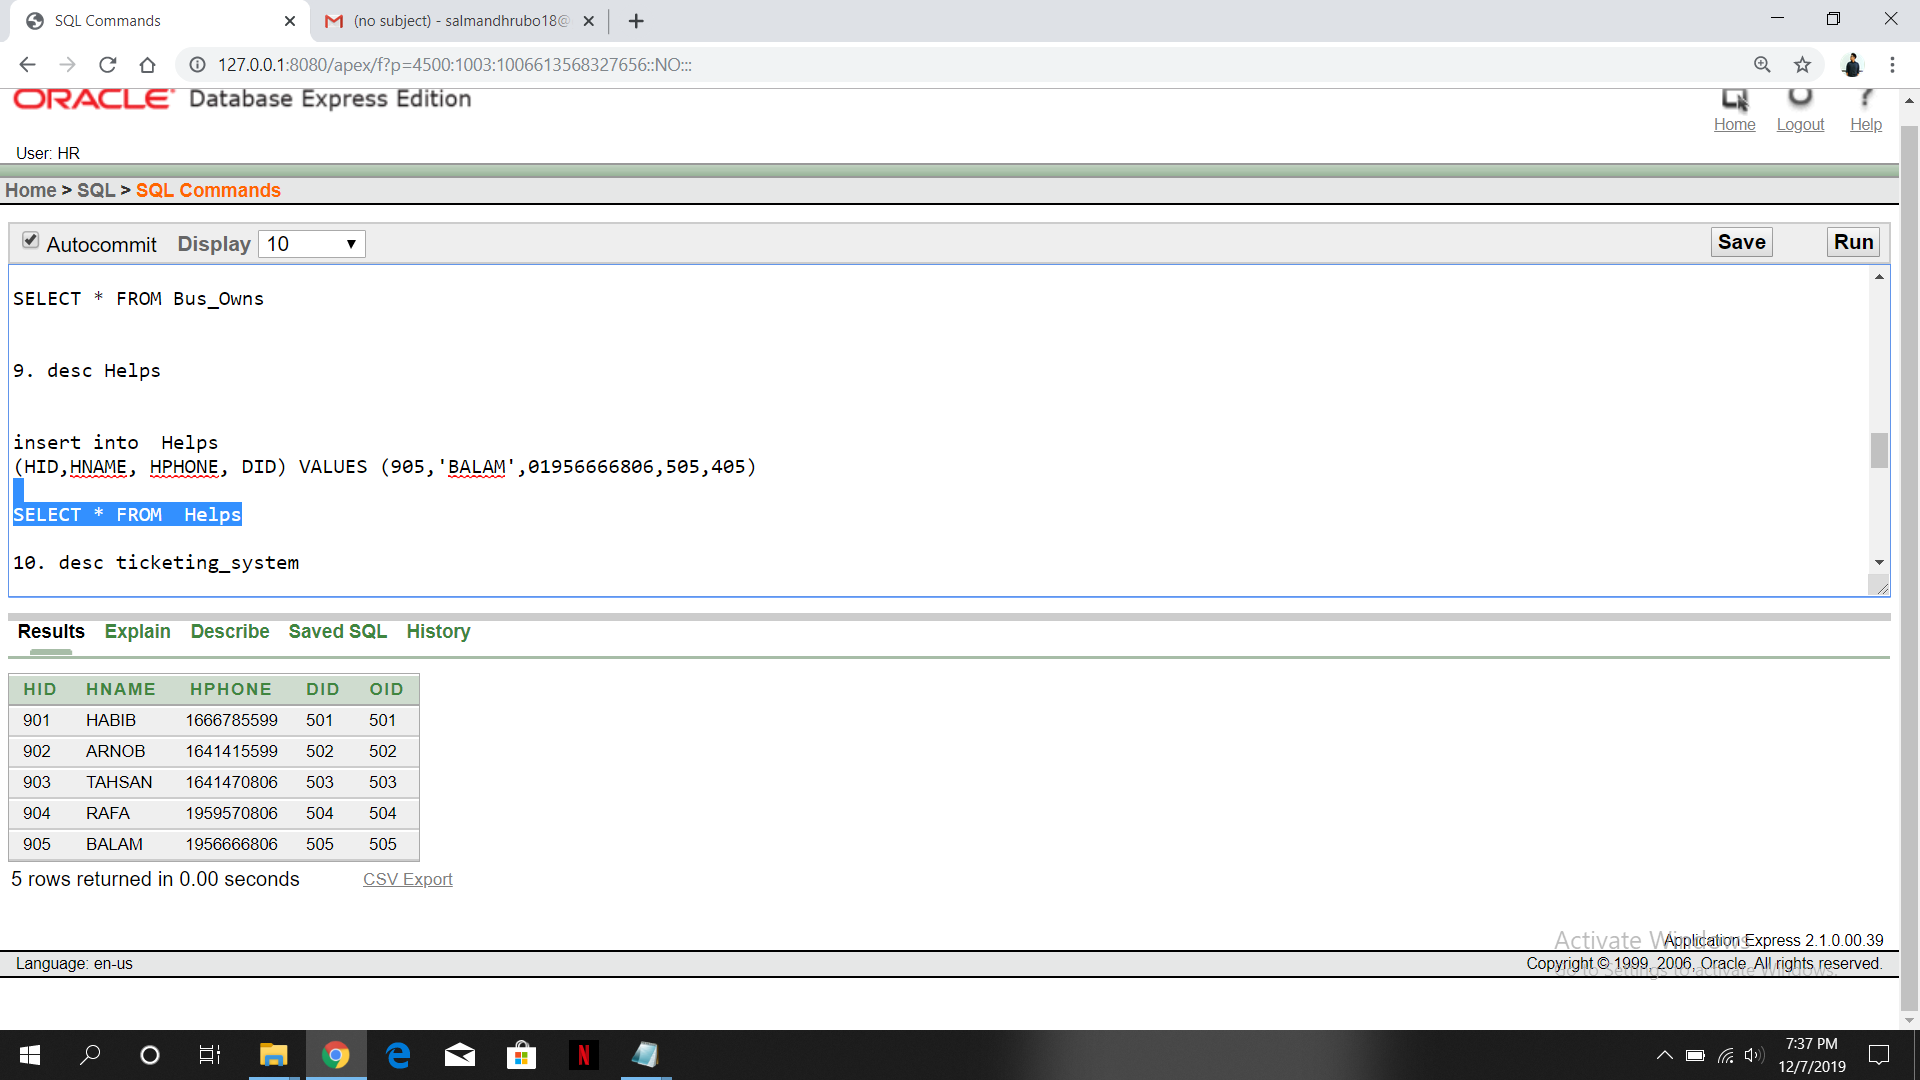 SQL Commands
(no subject) - salmandhrubo18@
127.0.0.1:8080/apex/f?p=4500:1003:1006613568327656::NO:::
ORACLE Database Express Edition
Home Logout Help
User: HR
Home > SQL > SQL Commands
Autocommit Display 10 Save Run
SELECT * FROM Bus_Owns
9. desc Helps
insert into  Helps
(HID,HNAME, HPHONE, DID) VALUES (905,'BALAM',01956666806,505,405)
SELECT * FROM  Helps
10. desc ticketing_system
Results Explain Describe Saved SQL History
HID HNAME HPHONE DID OID
901 HABIB 1666785599 501 501
902 ARNOB 1641415599 502 502
903 TAHSAN 1641470806 503 503
904 RAFA 1959570806 504 504
905 BALAM 1956666806 505 505
5 rows returned in 0.00 seconds CSV Export
Activate Windows
Application Express 2.1.0.00.39
Language: en-us
Copyright © 1999, 2006, Oracle. All rights reserved.
Go to Settings to activate Windows.
N
7:37 PM
12/7/2019